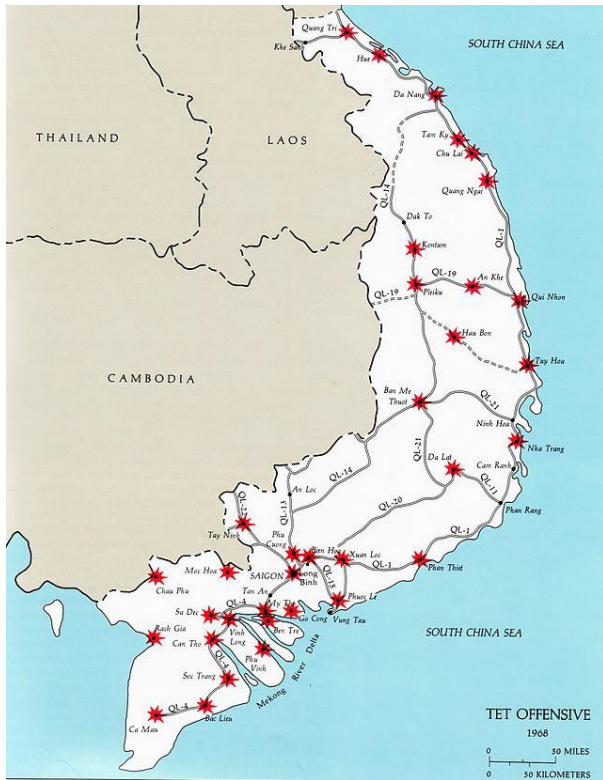 Quang Tri
SOUTH CHINA SEA
Khe Sanh
Hue
Da Nang
THAILAND
LAOS
Tam Ky
Chu Lai
QL-14
Quang Ngai
Dak To
QL-1
Kontum
QL-19
An Khe
Pleiku
QL-19
Qui Nhon
Hau Bon
CAMBODIA
Tuy Hoa
Ban Me
Thuot
QL-21
Ninh Hoa
QL-21
Nha Trang
Da Lat
QL-14
Cam Ranh
An Loc
QL-13
QL-22
QL-20
QL-11
Phan Rang
Tay Ninh
Phu
Cuong
QL-1
Bien Hoa
Xuan Loc
Moc Hoa
SAIGON
Long
Binh
QL-1
Phan Thiet
Chau Phu
QL-15
Tan An
Phuoc Le
Sa Dec
QL-4
My Tho
Go Cong
Vung Tau
Rach Gia
Vinh
Long
Ben Tre
SOUTH CHINA SEA
Can Tho
QL-4
Phu
Vinh
Mekong River Delta
Soc Trang
QL-4
Bac Lieu
Ca Mau
TET OFFENSIVE
1968
0 50 MILES
0 50 KILOMETERS